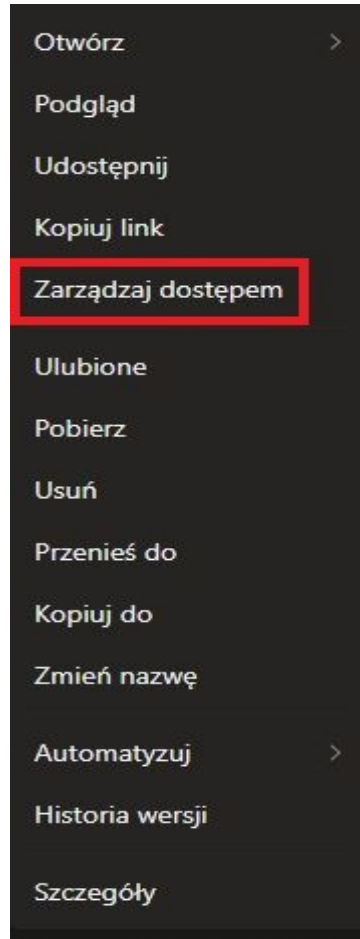 Otwórz
Podgląd
Udostępnij
Kopiuj link
Zarządzaj dostępem
Ulubione
Pobierz
Usuń
Przenieś do
Kopiuj do
Zmień nazwę
Automatyzuj
Historia wersji
Szczegóły